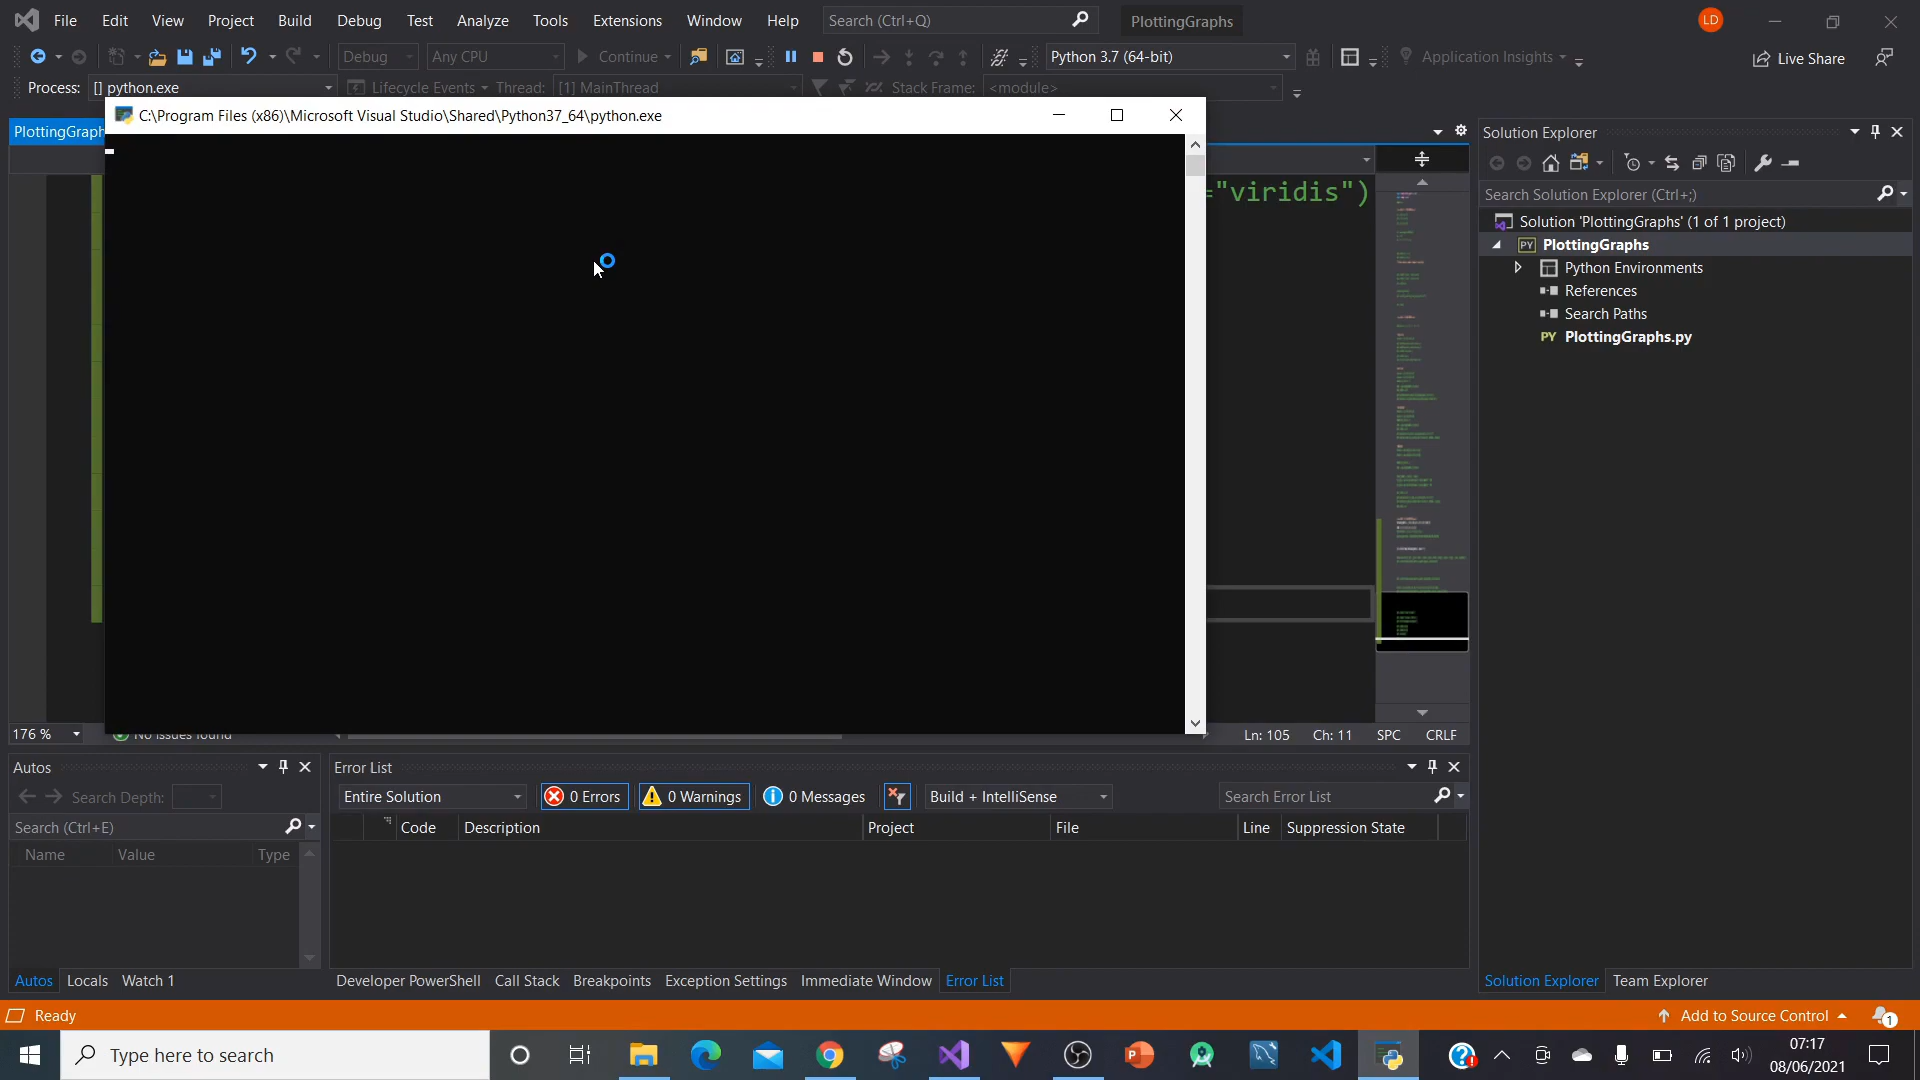 File Edit View Project Build Debug Test Analyze Tools Extensions Window Help Search (Ctrl+Q) PlottingGraphs LD
Debug Any CPU Continue Python 3.7 (64-bit) Application Insights Live Share
Process: [] python.exe Lifecycle Events Thread: [1] MainThread Stack Frame: <module>
C:\Program Files (x86)\Microsoft Visual Studio\Shared\Python37_64\python.exe
PlottingGraph
="viridis")
Solution Explorer
Search Solution Explorer (Ctrl+;)
Solution 'PlottingGraphs' (1 of 1 project)
PY PlottingGraphs
Python Environments
References
Search Paths
PY PlottingGraphs.py
176 % No issues found Ln: 105 Ch: 11 SPC CRLF
Autos
Search Depth:
Search (Ctrl+E)
Name Value Type
Autos Locals Watch 1
Error List
Entire Solution 0 Errors 0 Warnings 0 Messages Build + IntelliSense Search Error List
Code Description Project File Line Suppression State
Developer PowerShell Call Stack Breakpoints Exception Settings Immediate Window Error List
Solution Explorer Team Explorer
Ready Add to Source Control 1
Type here to search
07:17
08/06/2021